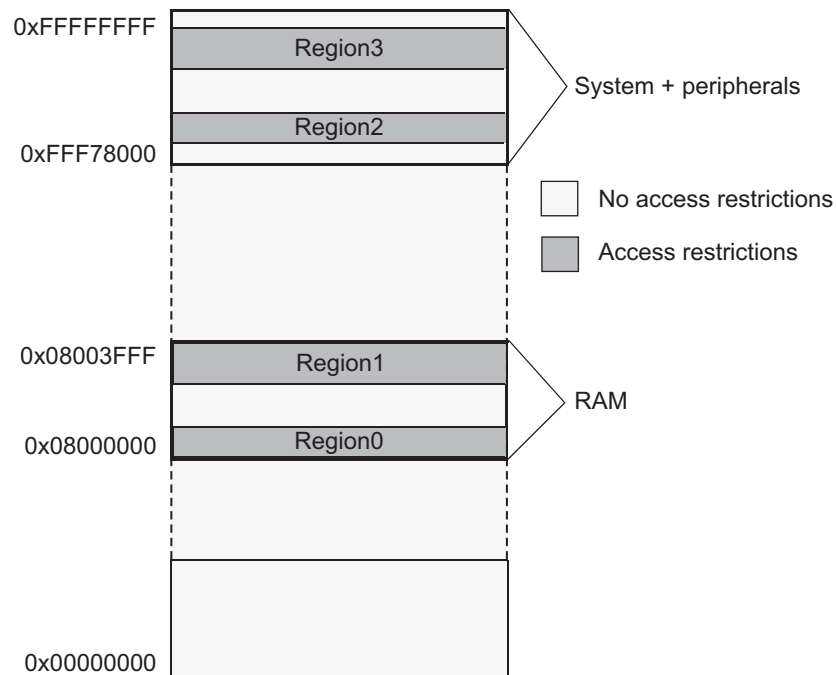 0xFFFFFFFF
Region3
System + peripherals
Region2
0xFFF78000
No access restrictions
Access restrictions
0x08003FFF
Region1
RAM
Region0
0x08000000
0x00000000